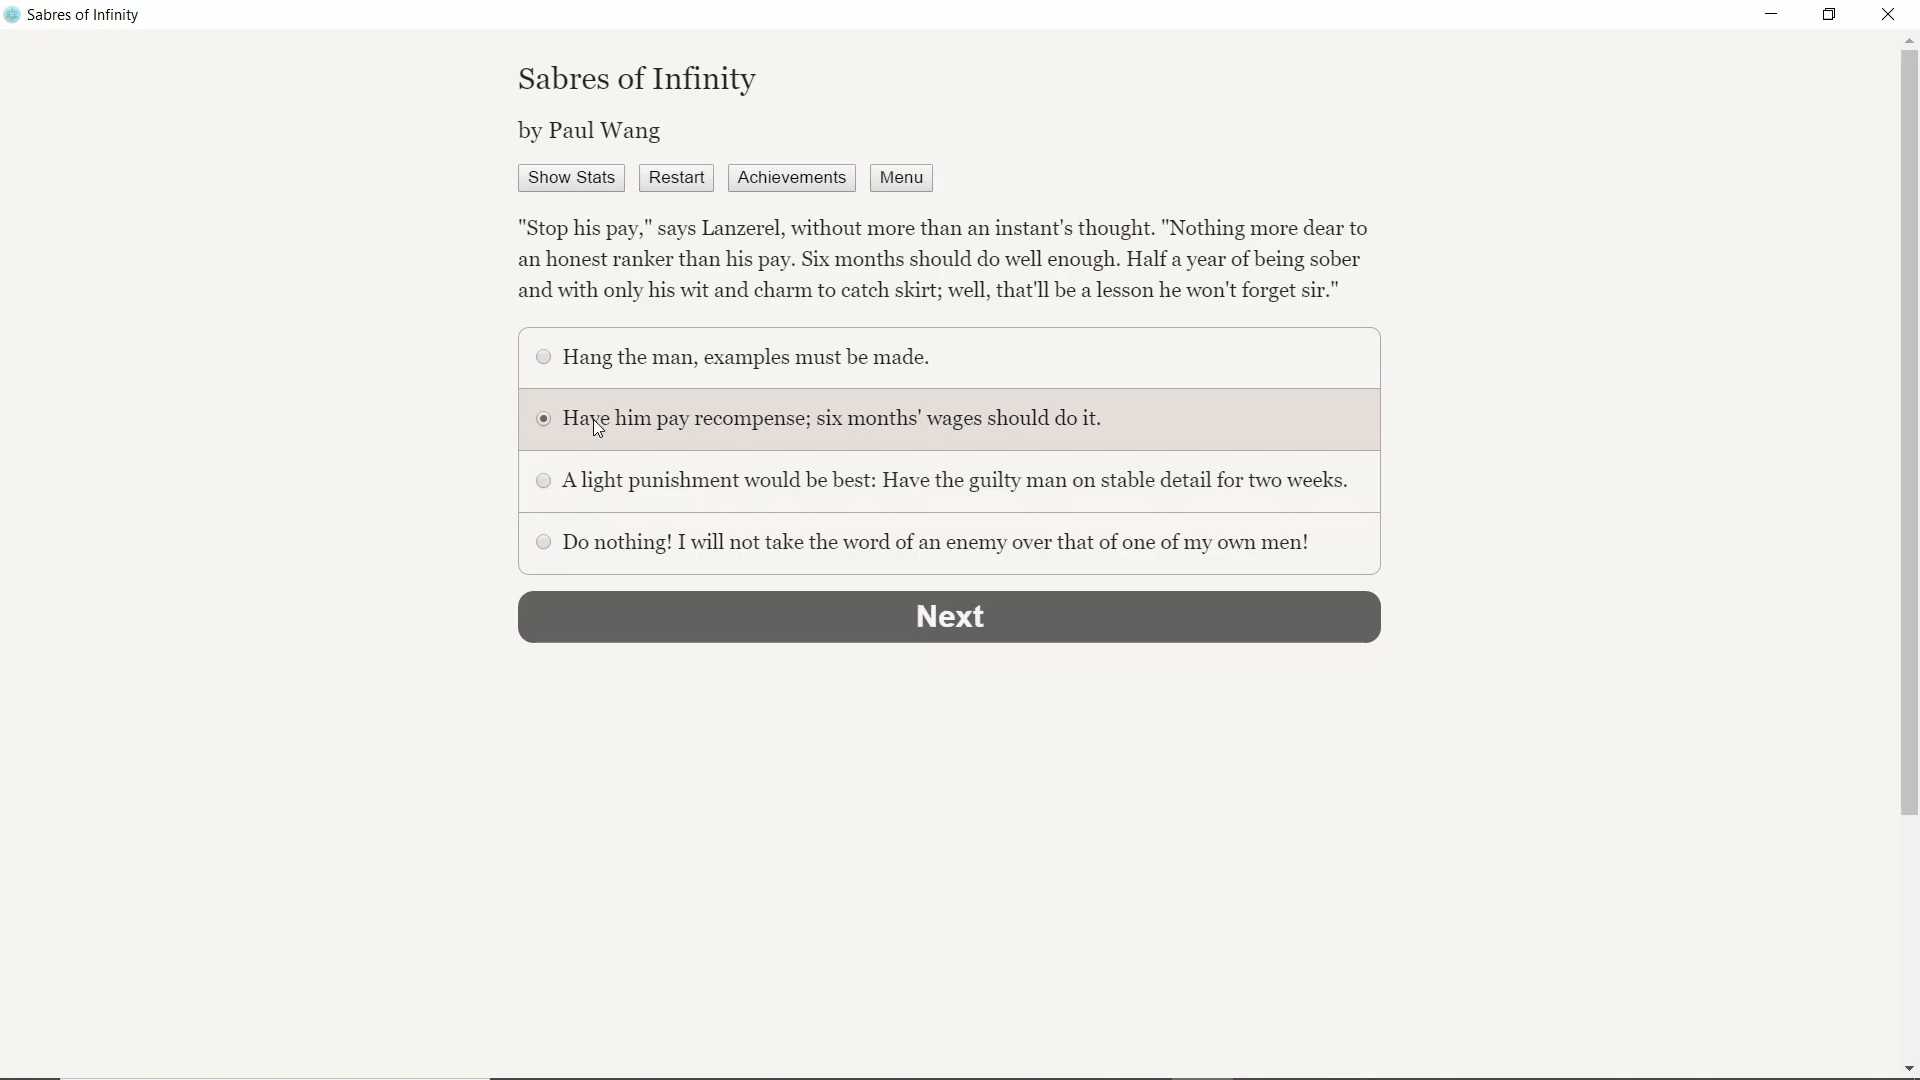 Sabres of Infinity
Sabres of Infinity
by Paul Wang
Show Stats Restart Achievements Menu
"Stop his pay," says Lanzerel, without more than an instant's thought. "Nothing more dear to
an honest ranker than his pay. Six months should do well enough. Half a year of being sober
and with only his wit and charm to catch skirt; well, that'll be a lesson he won't forget sir."
Hang the man, examples must be made.
Have him pay recompense; six months' wages should do it.
A light punishment would be best: Have the guilty man on stable detail for two weeks.
Do nothing! I will not take the word of an enemy over that of one of my own men!
Next